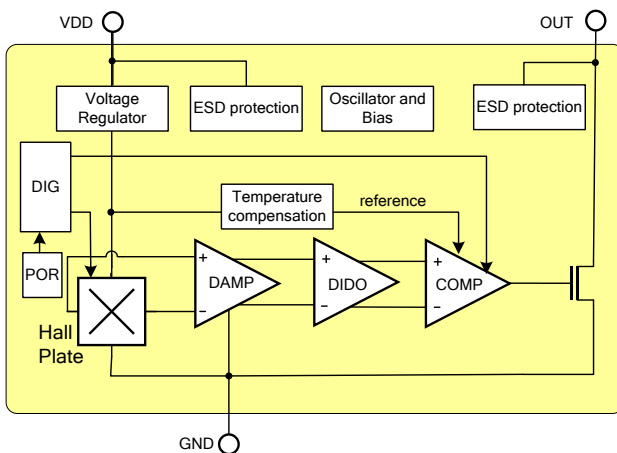 VDD
OUT
Voltage
Regulator
ESD protection
Oscillator and
Bias
ESD protection
DIG
Temperature
compensation
reference
POR
+
DAMP
−
+
DIDO
−
+
COMP
−
Hall
Plate
GND